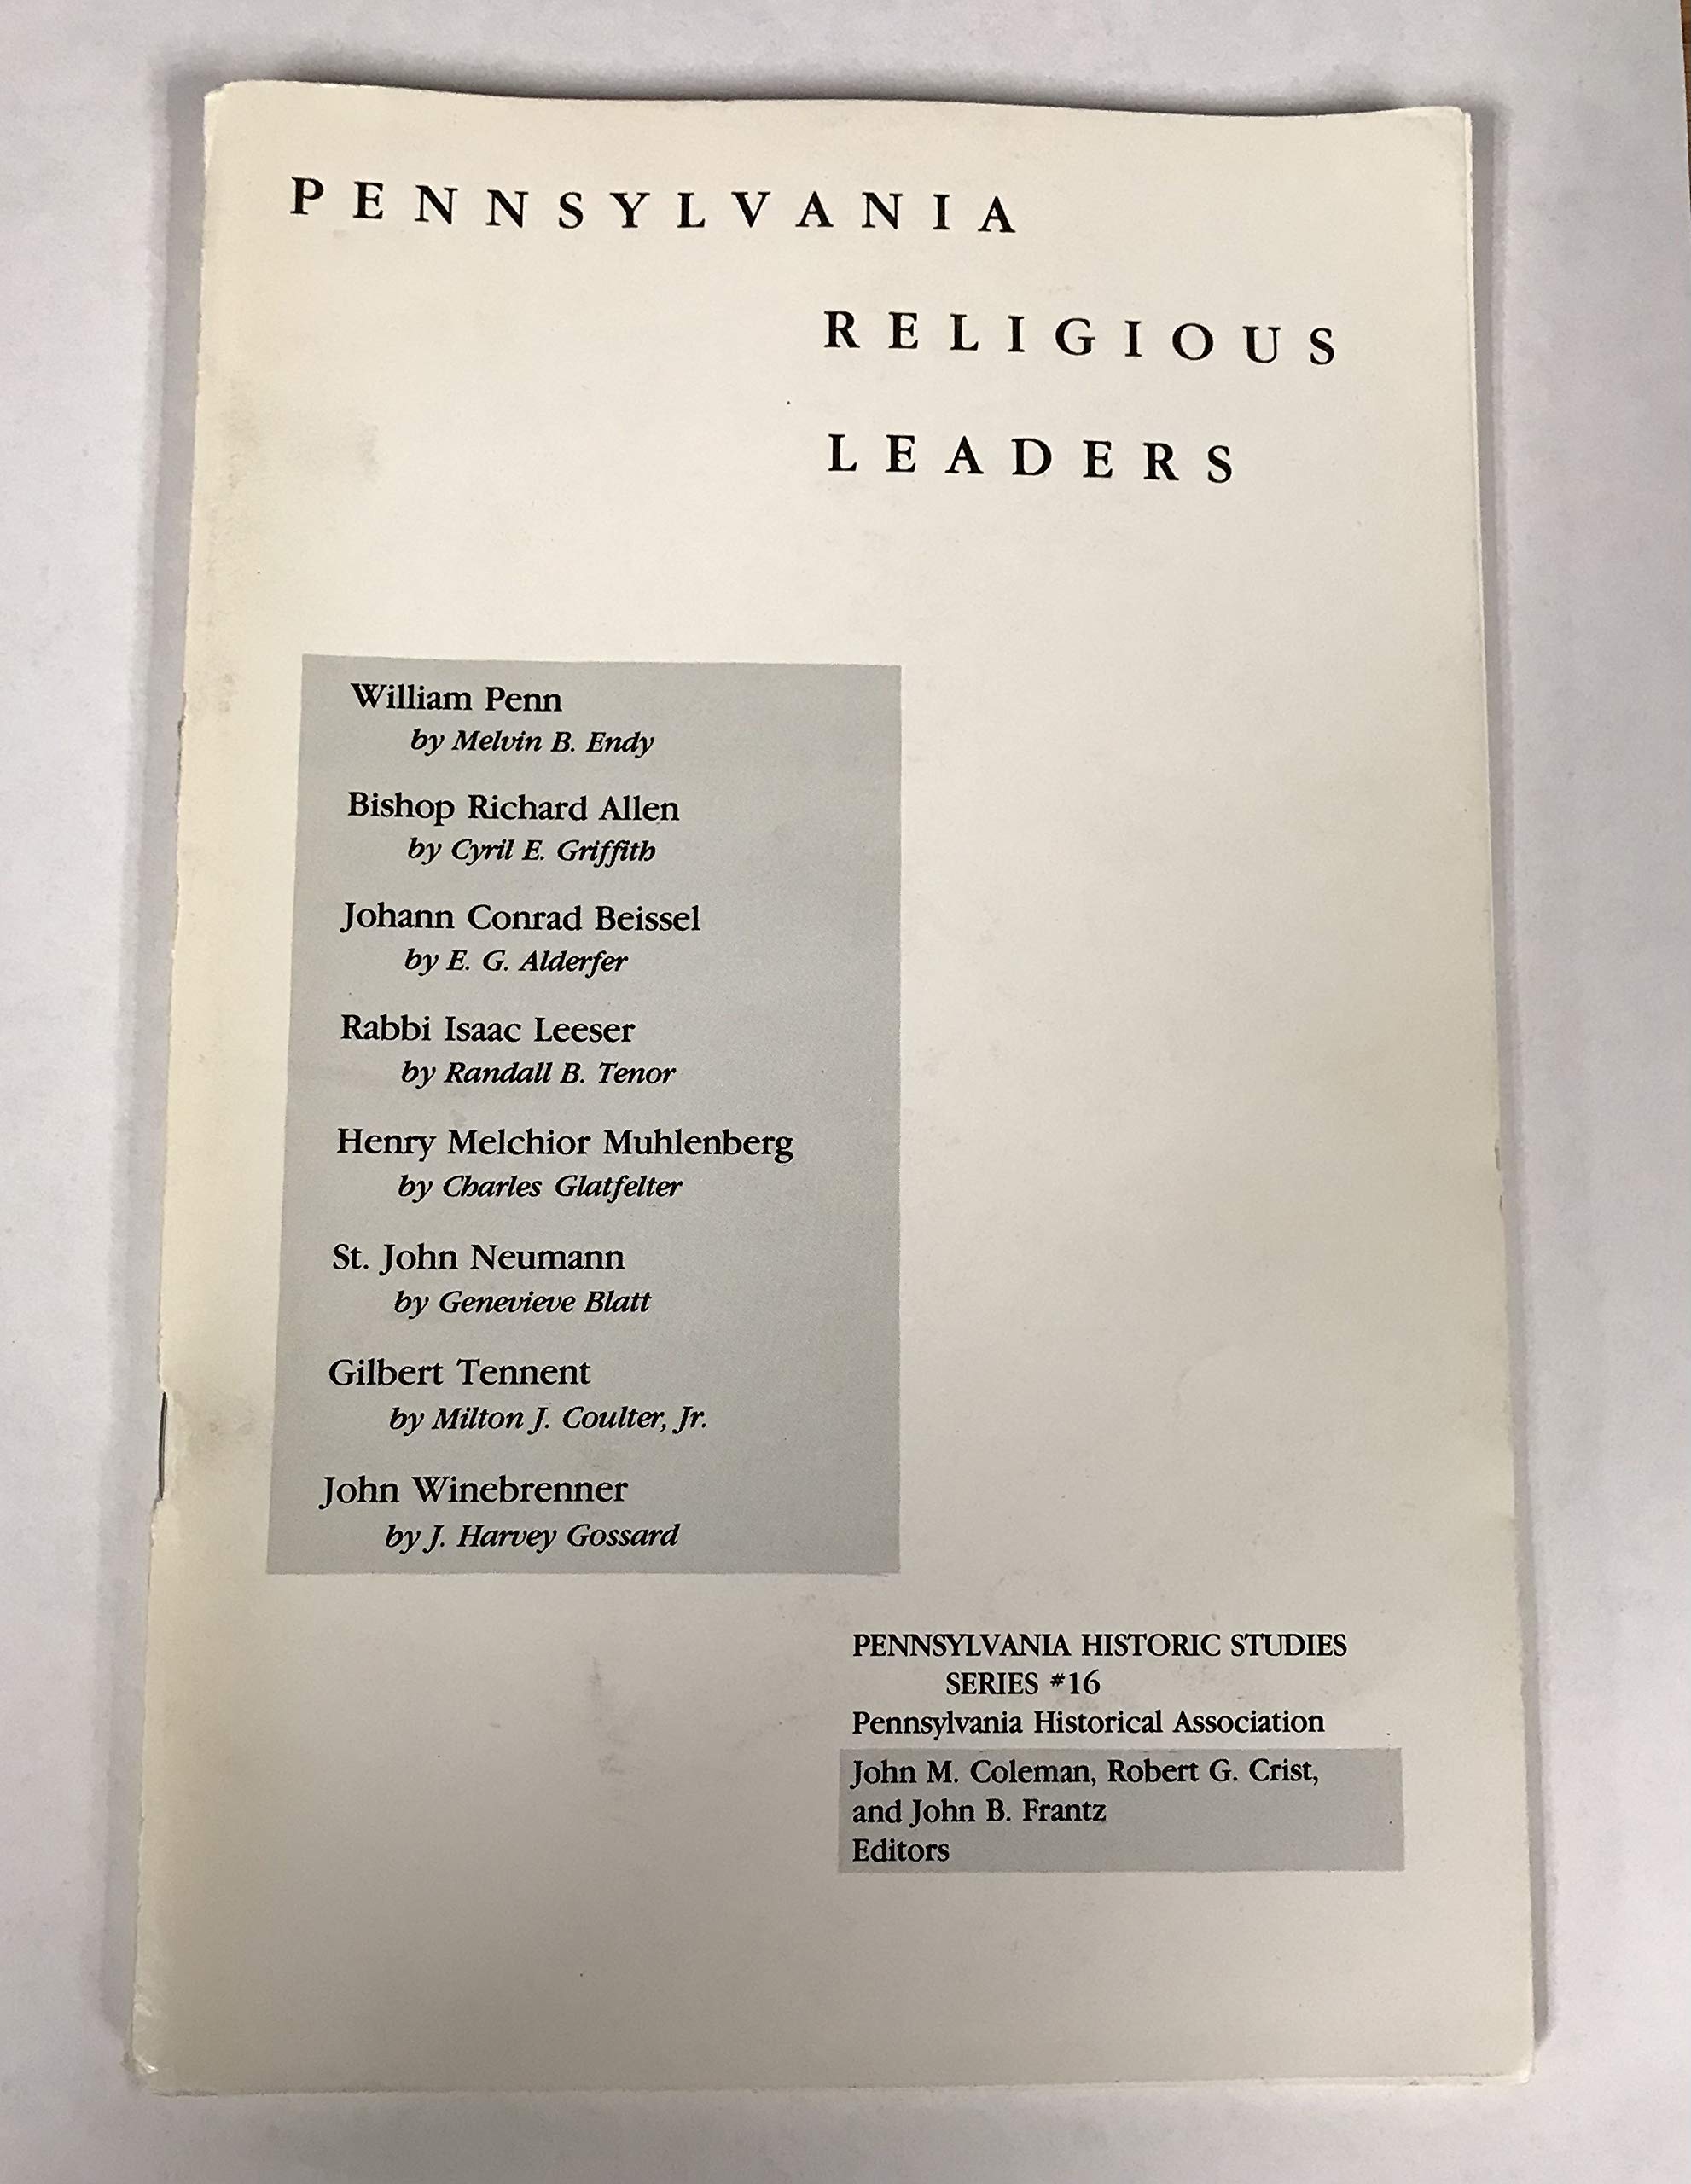 PENNSYLVANIA
RELIGIOUS
LEADERS
William Penn
by Melvin B. Endy
Bishop Richard Allen
by Cyril E. Griffith
Johann Conrad Beissel
by E. G. Alderfer
Rabbi Isaac Leeser
by Randall B. Tenor
Henry Melchior Muhlenberg
by Charles Glatfelter
St. John Neumann
by Genevieve Blatt
Gilbert Tennent
by Milton J. Coulter, Jr.
John Winebrenner
by J. Harvey Gossard
PENNSYLVANIA HISTORIC STUDIES
SERIES #16
Pennsylvania Historical Association
John M. Coleman, Robert G. Crist,
and John B. Frantz
Editors